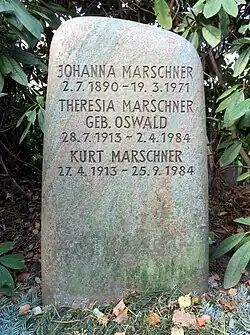 JOHANNA MARSCHNER
2.7.1890 – 19.3.1971
THERESIA MARSCHNER
GEB. OSWALD
28.7.1913 – 2.4.1984
KURT MARSCHNER
27.4.1913 – 25.9.1984